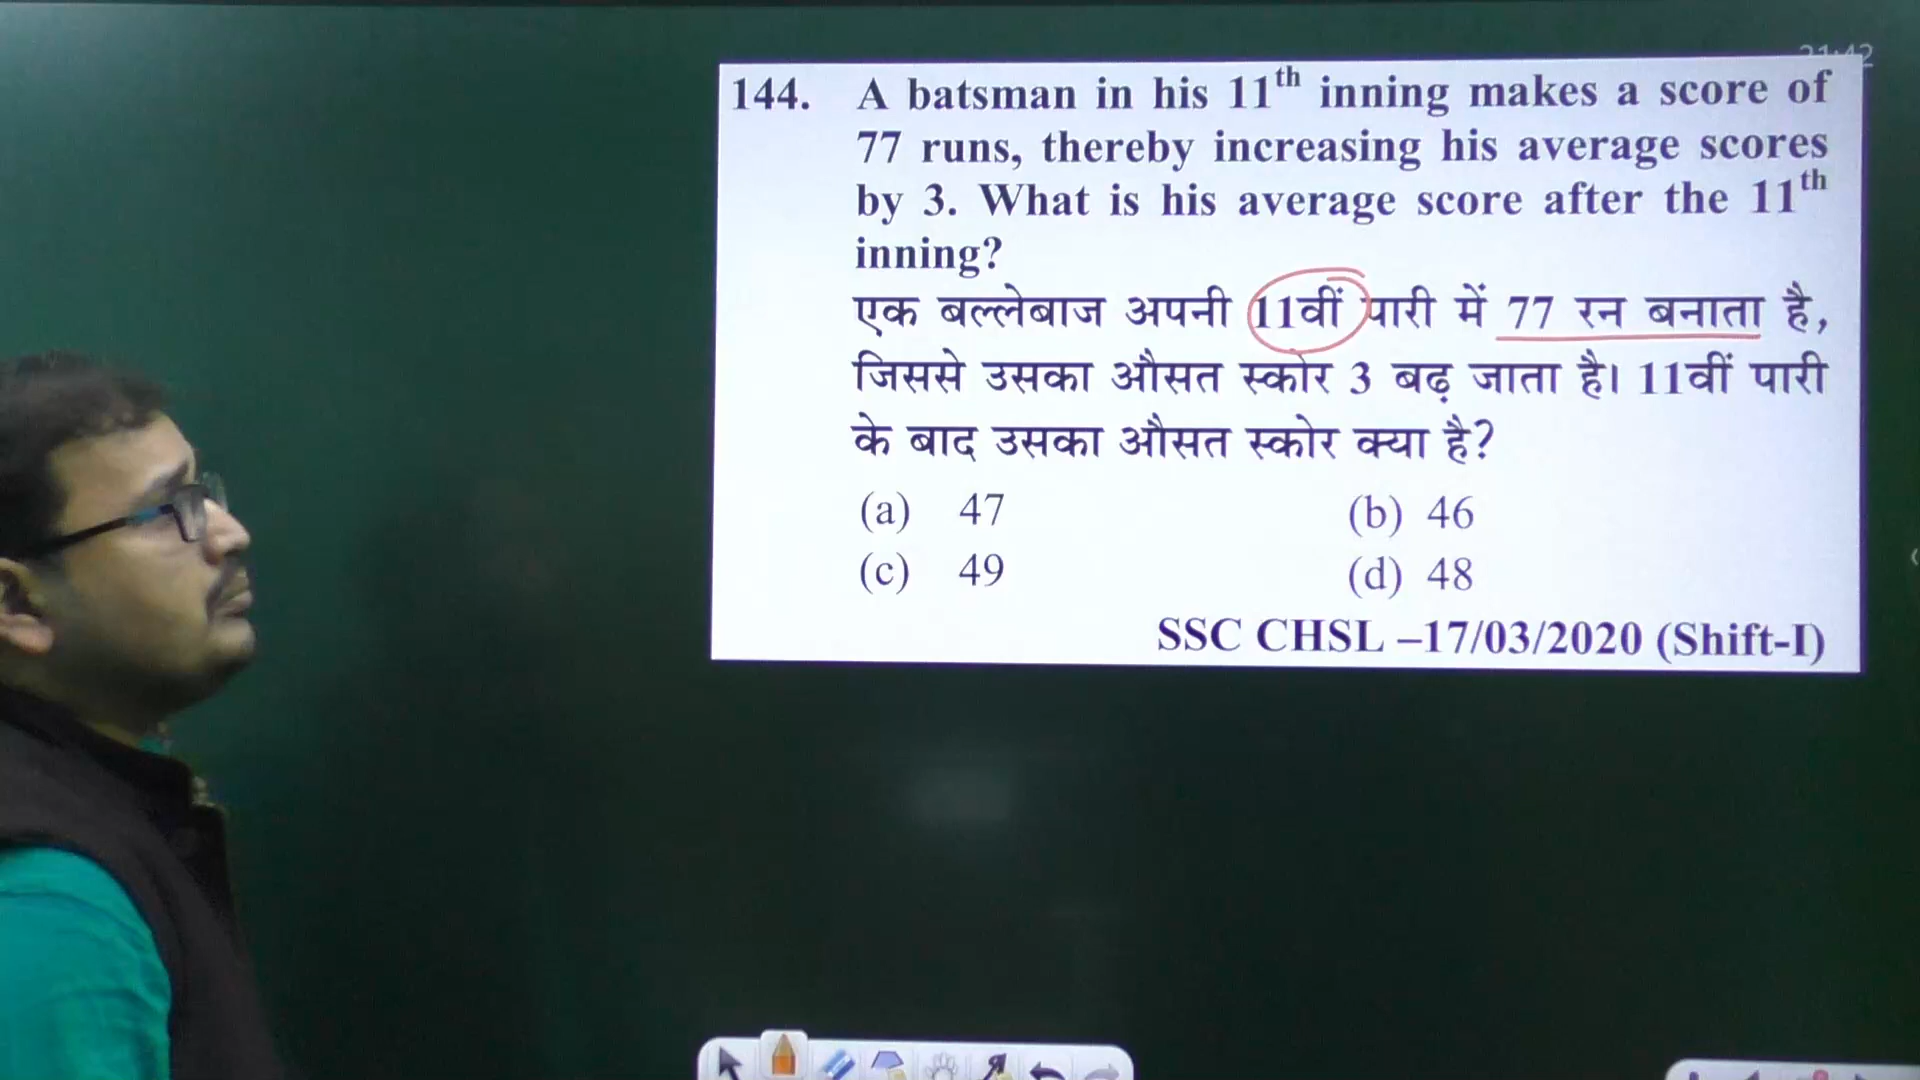 21:42
144. A batsman in his 11th inning makes a score of
77 runs, thereby increasing his average scores
by 3. What is his average score after the 11th
inning?
एक बल्लेबाज अपनी 11वीं पारी में 77 रन बनाता है,
जिससे उसका औसत स्कोर 3 बढ़ जाता है। 11वीं पारी
के बाद उसका औसत स्कोर क्या है?
(a) 47 (b) 46
(c) 49 (d) 48
SSC CHSL –17/03/2020 (Shift-I)